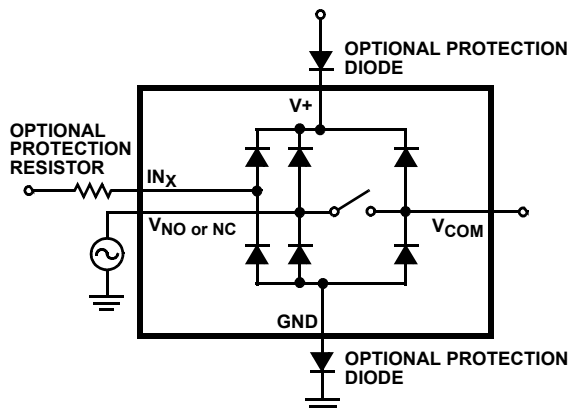 OPTIONAL PROTECTION
DIODE
V+
OPTIONAL
PROTECTION
RESISTOR
INX
VNO or NC
VCOM
GND
OPTIONAL PROTECTION
DIODE